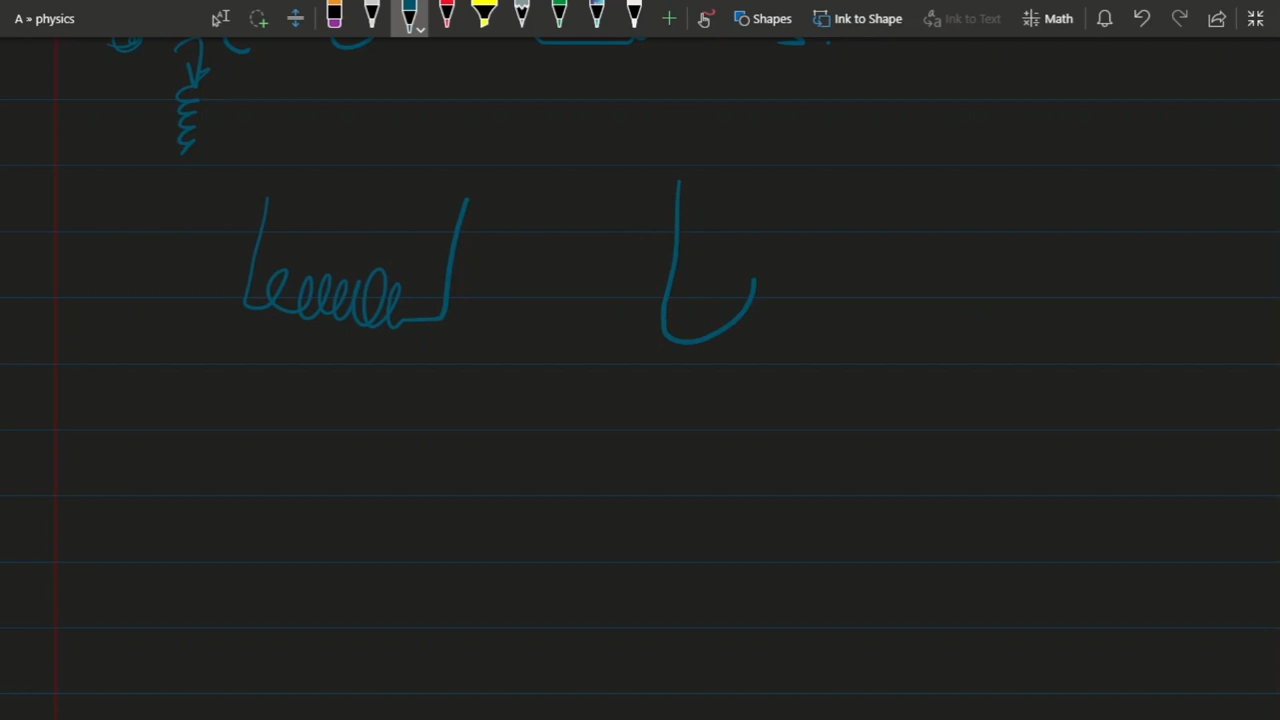 A » physics
Shapes
Ink to Shape
Ink to Text
Math